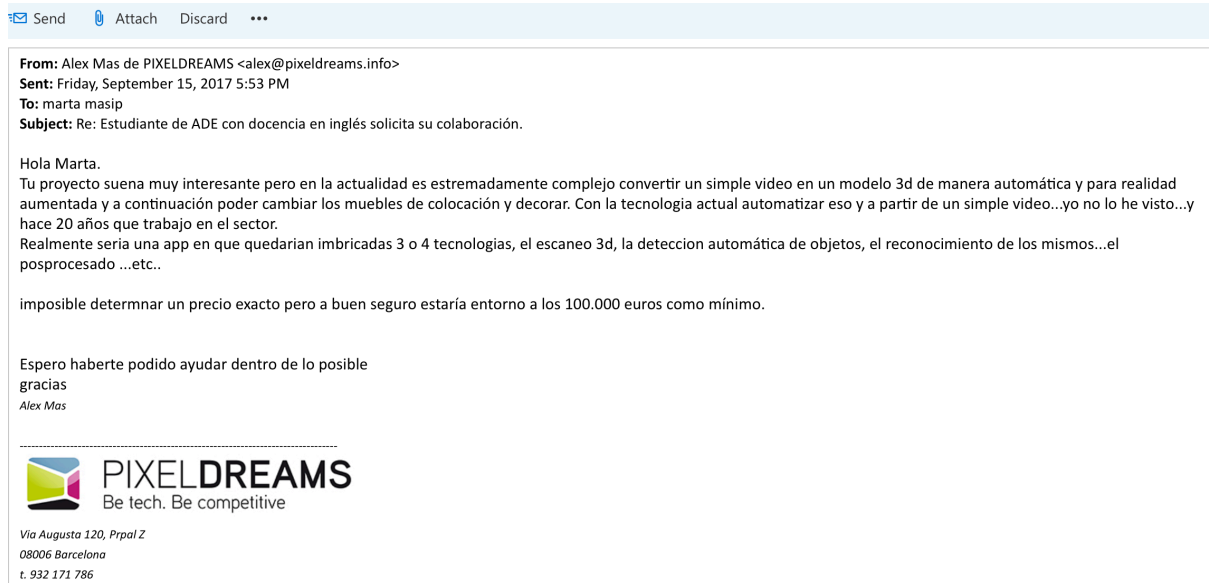 Send Attach Discard •••
From: Alex Mas de PIXELDREAMS <alex@pixeldreams.info>
Sent: Friday, September 15, 2017 5:53 PM
To: marta masip
Subject: Re: Estudiante de ADE con docencia en inglés solicita su colaboración.
Hola Marta.
Tu proyecto suena muy interesante pero en la actualidad es estremadamente complejo convertir un simple video en un modelo 3d de manera automática y para realidad
aumentada y a continuación poder cambiar los muebles de colocación y decorar. Con la tecnologia actual automatizar eso y a partir de un simple video...yo no lo he visto...y
hace 20 años que trabajo en el sector.
Realmente seria una app en que quedarian imbricadas 3 o 4 tecnologias, el escaneo 3d, la deteccion automática de objetos, el reconocimiento de los mismos...el
posprocesado ...etc..
imposible determnar un precio exacto pero a buen seguro estaría entorno a los 100.000 euros como mínimo.
Espero haberte podido ayudar dentro de lo posible
gracias
Alex Mas
--------------------------------------------------------------------------------
PIXELDREAMS
Be tech. Be competitive
Via Augusta 120, Prpal Z
08006 Barcelona
t. 932 171 786